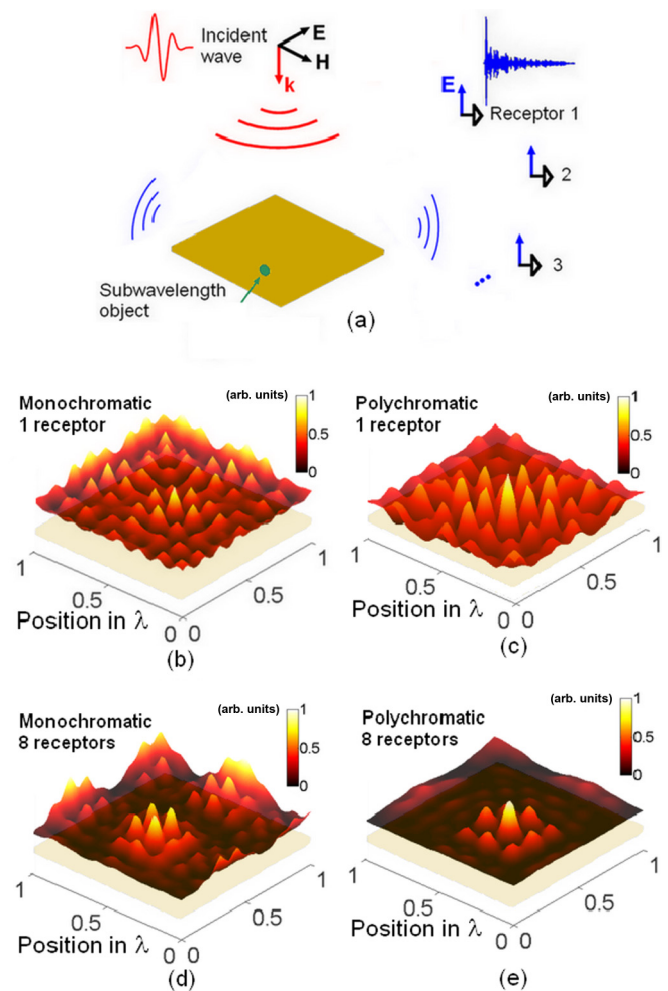 Incident
wave
E
H
k
E
Receptor 1
2
3
Subwavelength
object
(a)
Monochromatic
1 receptor
(arb. units)
1
0.5
0
1
0.5
0
1
0.5
0
Position in λ
(b)
Polychromatic
1 receptor
(arb. units)
1
0.5
0
1
0.5
0
1
0.5
0
Position in λ
(c)
Monochromatic
8 receptors
(arb. units)
1
0.5
0
1
0.5
0
1
0.5
0
Position in λ
(d)
Polychromatic
8 receptors
(arb. units)
1
0.5
0
1
0.5
0
1
0.5
0
Position in λ
(e)